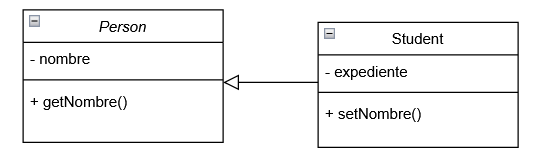 Person
- nombre
+ getNombre()
Student
- expediente
+ setNombre()